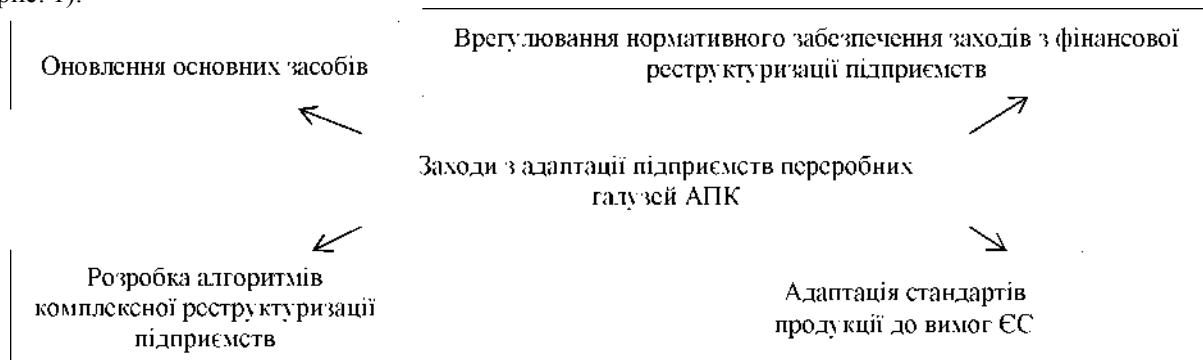 рис. 1).
Оновлення основних засобів
Врегулювання нормативного забезпечення заходів з фінансової
реструктуризації підприємств
Заходи з адаптації підприємств переробних
галузей АПК
Розробка алгоритмів
комплексної реструктуризації
підприємств
Адаптація стандартів
продукції до вимог ЄС